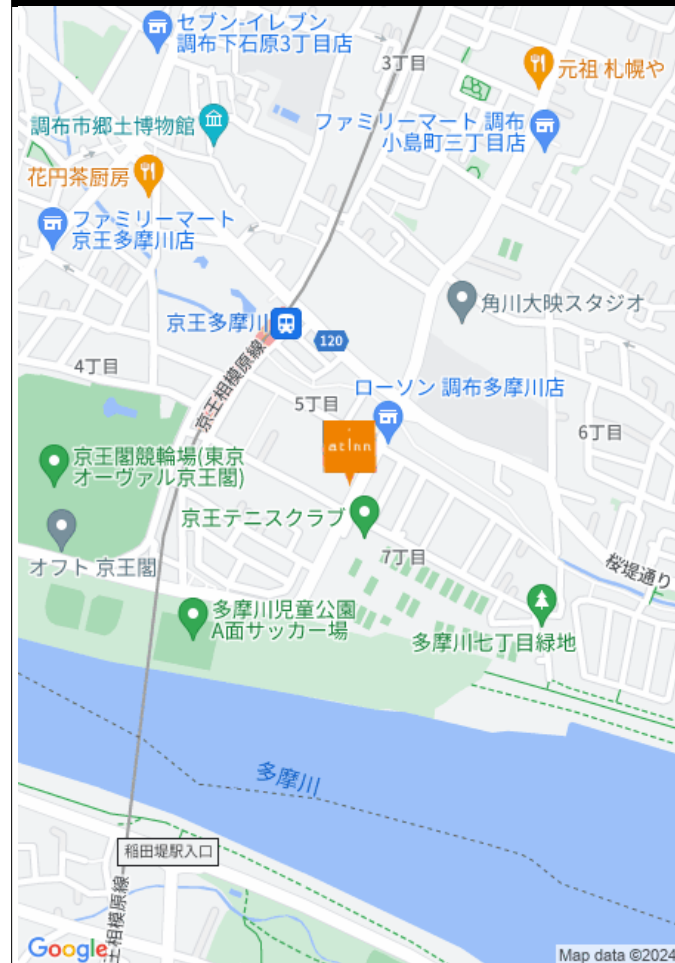 セブン-イレブン
調布下石原3丁目店
3丁目
元祖 札幌や
調布市郷土博物館
ファミリーマート 調布
小島町三丁目店
花円茶厨房
ファミリーマート
京王多摩川店
角川大映スタジオ
京王多摩川
120
京王相模原線
4丁目
ローソン 調布多摩川店
5丁目
6丁目
atinn
京王閣競輪場(東京
オーヴァル京王閣)
京王テニスクラブ
オフト 京王閣
7丁目
桜堤通り
多摩川児童公園
A面サッカー場
多摩川七丁目緑地
多摩川
稲田堤駅入口
王相模原線
Google
Map data ©2024